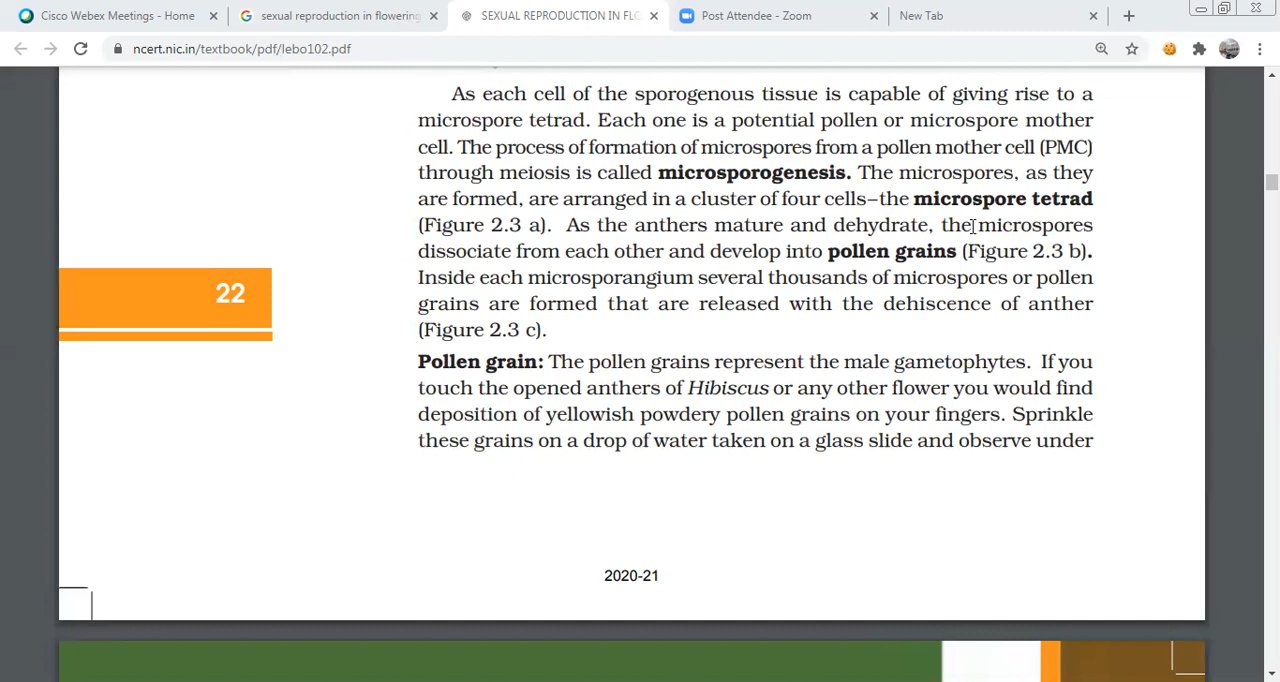 Cisco Webex Meetings - Home
sexual reproduction in flowering
SEXUAL REPRODUCTION IN FLO
Post Attendee - Zoom
New Tab
ncert.nic.in/textbook/pdf/lebo102.pdf
As each cell of the sporogenous tissue is capable of giving rise to a
microspore tetrad. Each one is a potential pollen or microspore mother
cell. The process of formation of microspores from a pollen mother cell (PMC)
through meiosis is called microsporogenesis. The microspores, as they
are formed, are arranged in a cluster of four cells–the microspore tetrad
(Figure 2.3 a). As the anthers mature and dehydrate, the microspores
dissociate from each other and develop into pollen grains (Figure 2.3 b).
Inside each microsporangium several thousands of microspores or pollen
grains are formed that are released with the dehiscence of anther
(Figure 2.3 c).
22
Pollen grain: The pollen grains represent the male gametophytes. If you
touch the opened anthers of Hibiscus or any other flower you would find
deposition of yellowish powdery pollen grains on your fingers. Sprinkle
these grains on a drop of water taken on a glass slide and observe under
2020-21